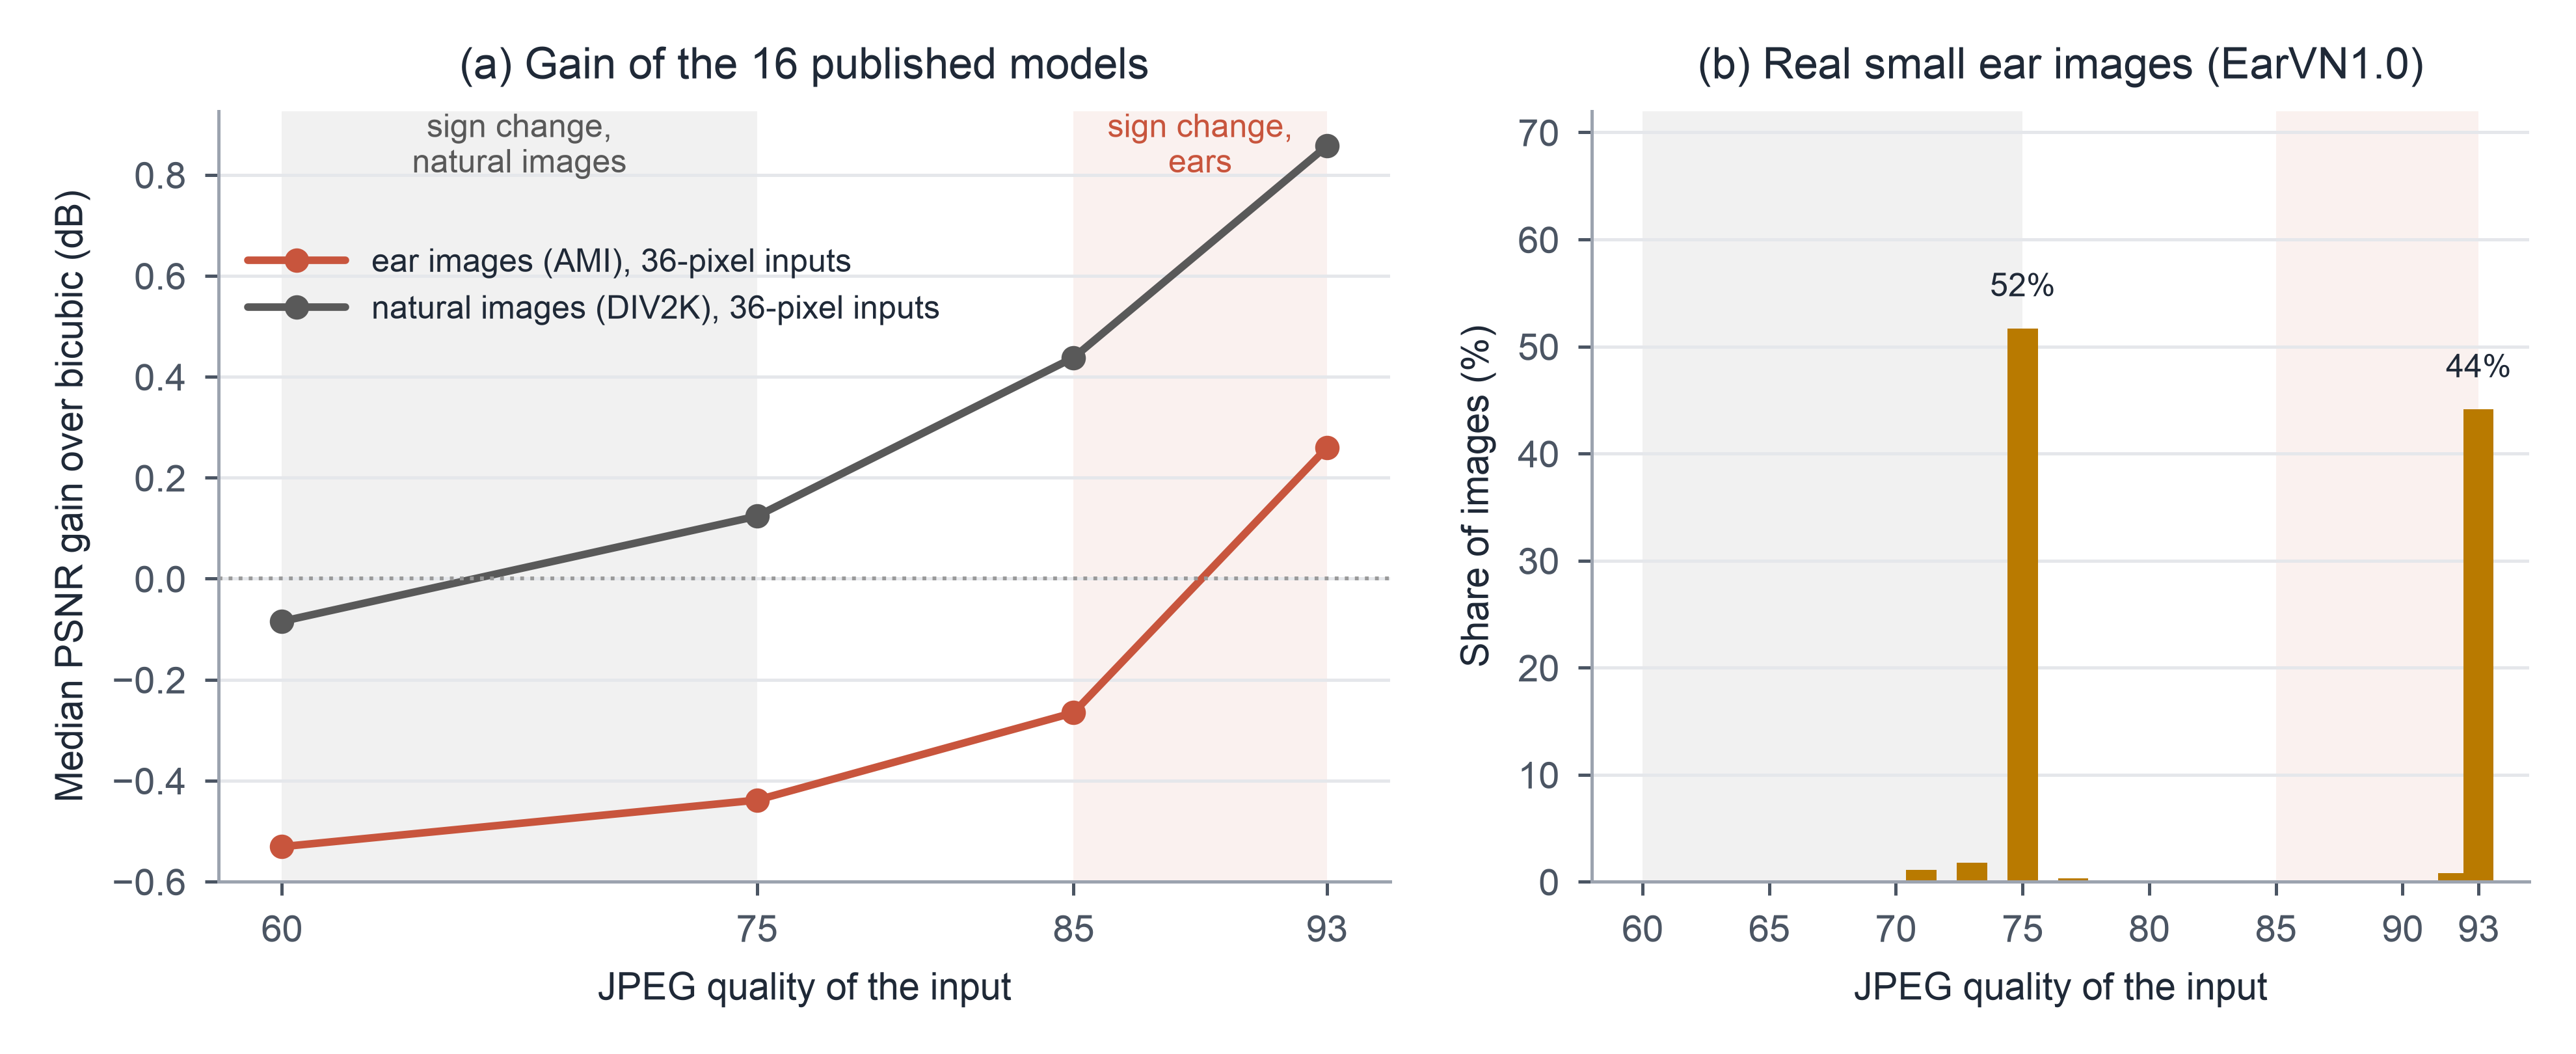 (a) Gain of the 16 published models
sign change,
natural images
sign change,
ears
ear images (AMI), 36-pixel inputs
natural images (DIV2K), 36-pixel inputs
Median PSNR gain over bicubic (dB)
0.8
0.6
0.4
0.2
0.0
−0.2
−0.4
−0.6
60
75
85
93
JPEG quality of the input
(b) Real small ear images (EarVN1.0)
Share of images (%)
70
60
50
40
30
20
10
0
52%
44%
60
65
70
75
80
85
90
93
JPEG quality of the input